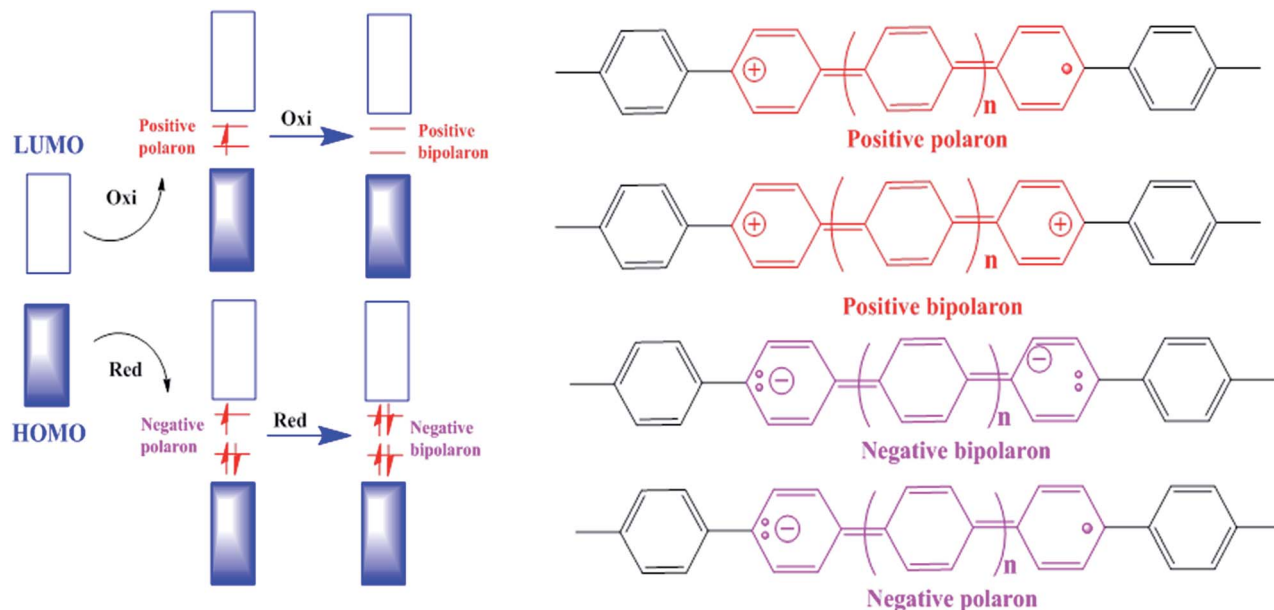 LUMO
HOMO
Oxi
Red
Positive
polaron
Oxi
Positive
bipolaron
Negative
polaron
Red
Negative
bipolaron
+
n
Positive polaron
+
+
n
Positive bipolaron
−
−
n
Negative bipolaron
−
n
Negative polaron